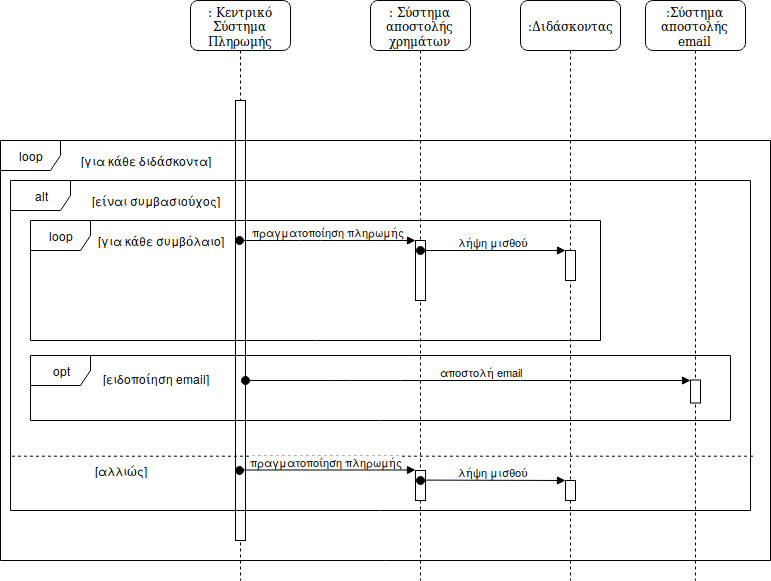 : Κεντρικό
Σύστημα
Πληρωμής
: Σύστημα
αποστολής
χρημάτων
:Διδάσκοντας
:Σύστημα
αποστολής
email
loop
[για κάθε διδάσκοντα]
alt
[είναι συμβασιούχος]
loop
[για κάθε συμβόλαιο]
πραγματοποίηση πληρωμής
λήψη μισθού
opt
[ειδοποίηση email]
αποστολή email
[αλλιώς]
πραγματοποίηση πληρωμής
λήψη μισθού